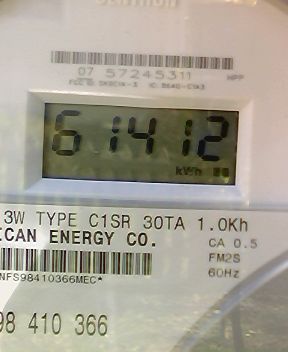 07 57245311 HPP
61412
kWh
3W TYPE C1SR 30TA 1.0Kh
ICAN ENERGY CO.
CA 0.5
FM2S
60Hz
NFS98410366MEC*
98 410 366